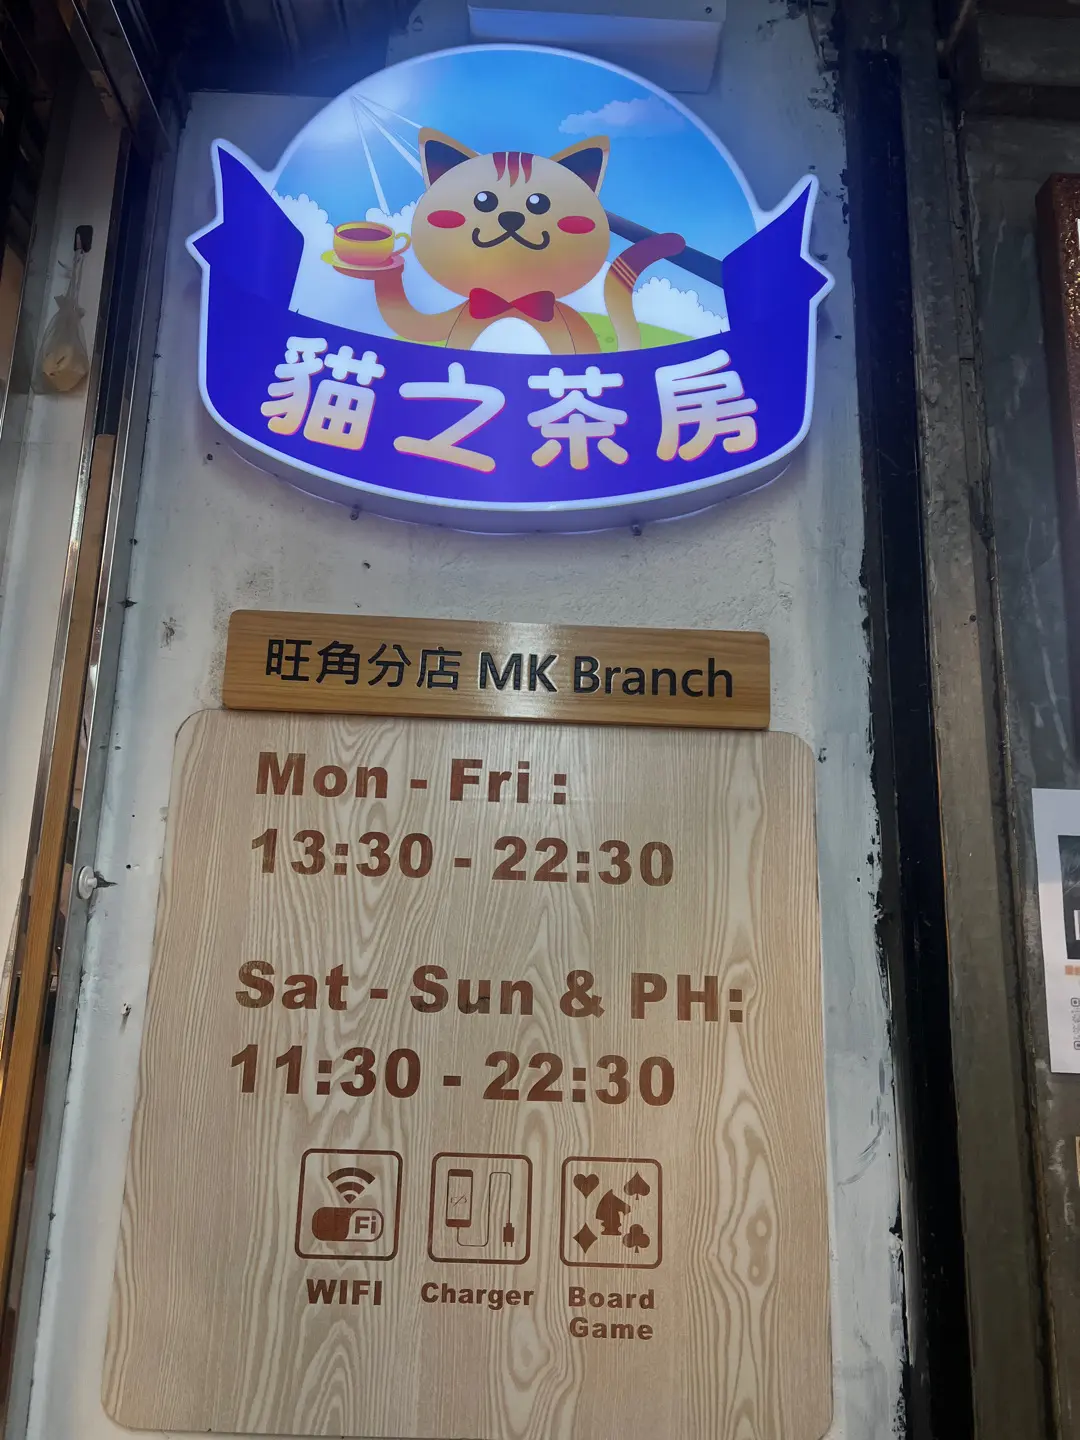 貓之茶房
旺角分店 MK Branch
Mon - Fri :
13:30 - 22:30
Sat - Sun & PH:
11:30 - 22:30
Fi
WIFI
Charger
Board
Game